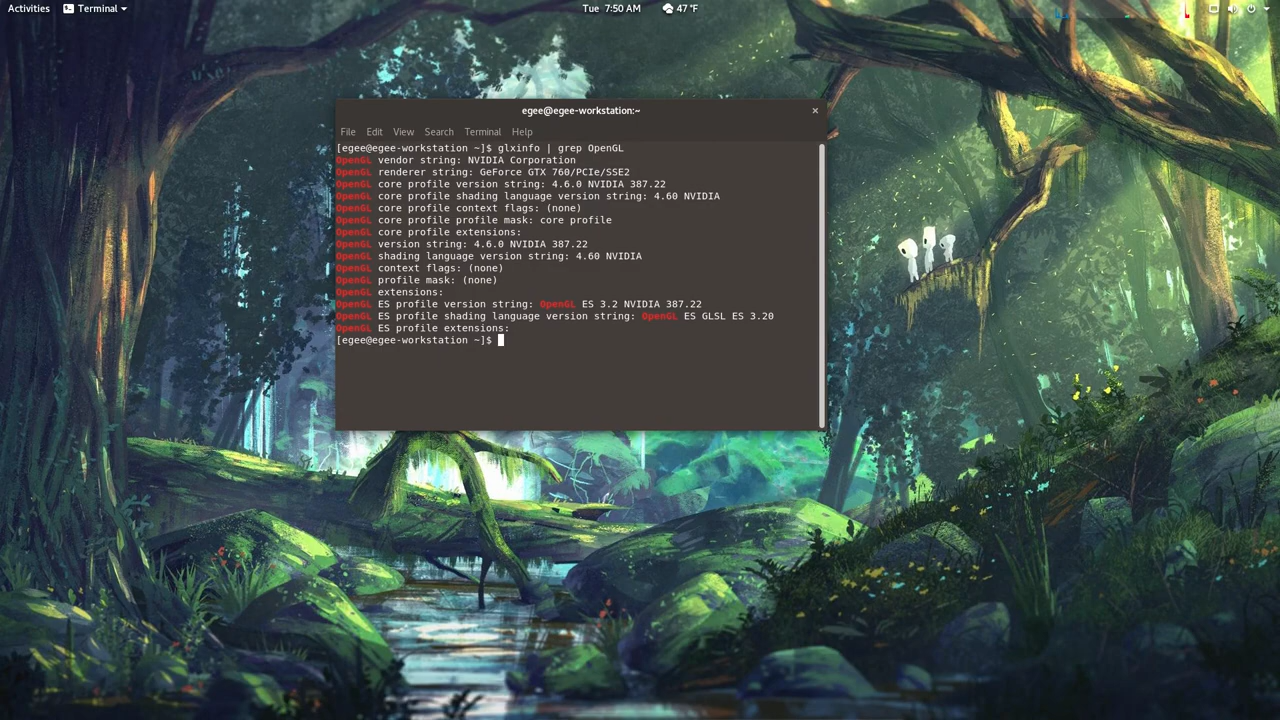 Activities Terminal Tue 7:50 AM 47 °F
egee@egee-workstation:~
File Edit View Search Terminal Help
[egee@egee-workstation ~]$ glxinfo | grep OpenGL
OpenGL vendor string: NVIDIA Corporation
OpenGL renderer string: GeForce GTX 760/PCIe/SSE2
OpenGL core profile version string: 4.6.0 NVIDIA 387.22
OpenGL core profile shading language version string: 4.60 NVIDIA
OpenGL core profile context flags: (none)
OpenGL core profile profile mask: core profile
OpenGL core profile extensions:
OpenGL version string: 4.6.0 NVIDIA 387.22
OpenGL shading language version string: 4.60 NVIDIA
OpenGL context flags: (none)
OpenGL profile mask: (none)
OpenGL extensions:
OpenGL ES profile version string: OpenGL ES 3.2 NVIDIA 387.22
OpenGL ES profile shading language version string: OpenGL ES GLSL ES 3.20
OpenGL ES profile extensions:
[egee@egee-workstation ~]$